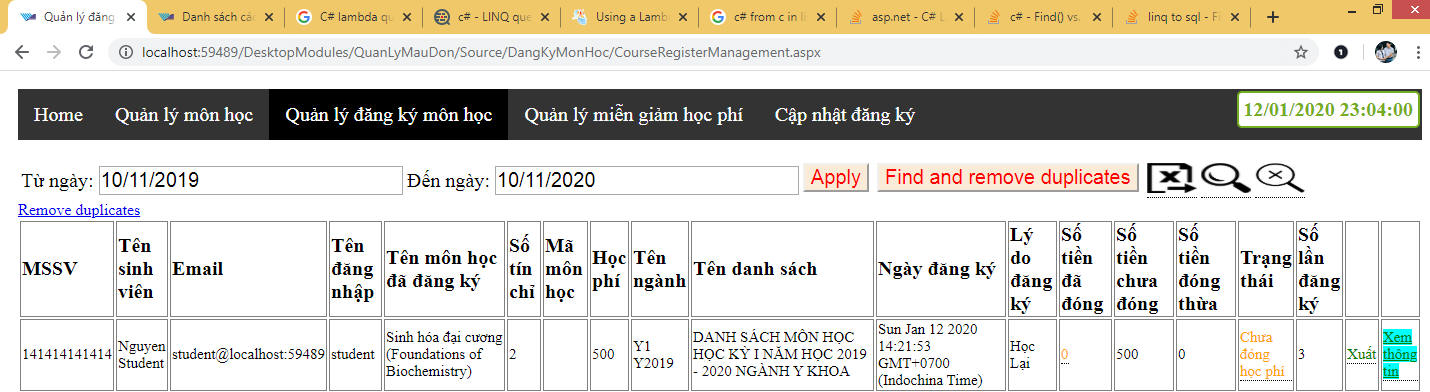 Quản lý đăng
Danh sách các
C# lambda qu
c# - LINQ que
Using a Lamb
c# from c in li
asp.net - C# L
c# - Find() vs.
linq to sql - Fi
localhost:59489/DesktopModules/QuanLyMauDon/Source/DangKyMonHoc/CourseRegisterManagement.aspx
Home Quản lý môn học Quản lý đăng ký môn học Quản lý miễn giảm học phí Cập nhật đăng ký 12/01/2020 23:04:00
Từ ngày: 10/11/2019 Đến ngày: 10/11/2020 Apply Find and remove duplicates
Remove duplicates
MSSV
Tên
sinh
viên
Email
Tên
đăng
nhập
Tên môn học
đã đăng ký
Số
tín
chỉ
Mã
môn
học
Học
phí
Tên
ngành
Tên danh sách
Ngày đăng ký
Lý
do
đăng
ký
Số
tiền
đã
đóng
Số
tiền
chưa
đóng
Số
tiền
đóng
thừa
Trạng
thái
Số
lần
đăng
ký
141414141414
Nguyen
Student
student@localhost:59489
student
Sinh hóa đại cương
(Foundations of
Biochemistry)
2
500
Y1
Y2019
DANH SÁCH MÔN HỌC
HỌC KỲ I NĂM HỌC 2019
- 2020 NGÀNH Y KHOA
Sun Jan 12 2020
14:21:53
GMT+0700
(Indochina Time)
Học
Lại
0
500
0
Chưa
đóng
học phi
3
Xuất
Xem
thông
tin